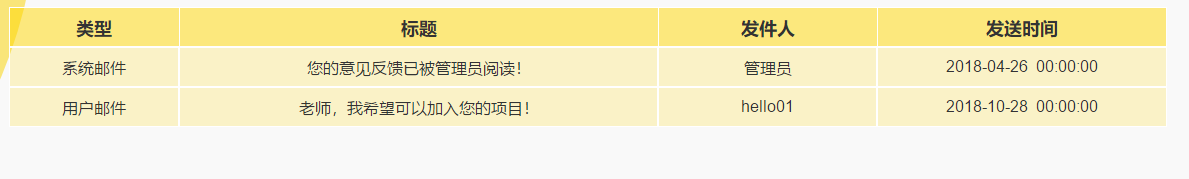 类型 标题 发件人 发送时间
系统邮件 您的意见反馈已被管理员阅读! 管理员 2018-04-26 00:00:00
用户邮件 老师，我希望可以加入您的项目! hello01 2018-10-28 00:00:00